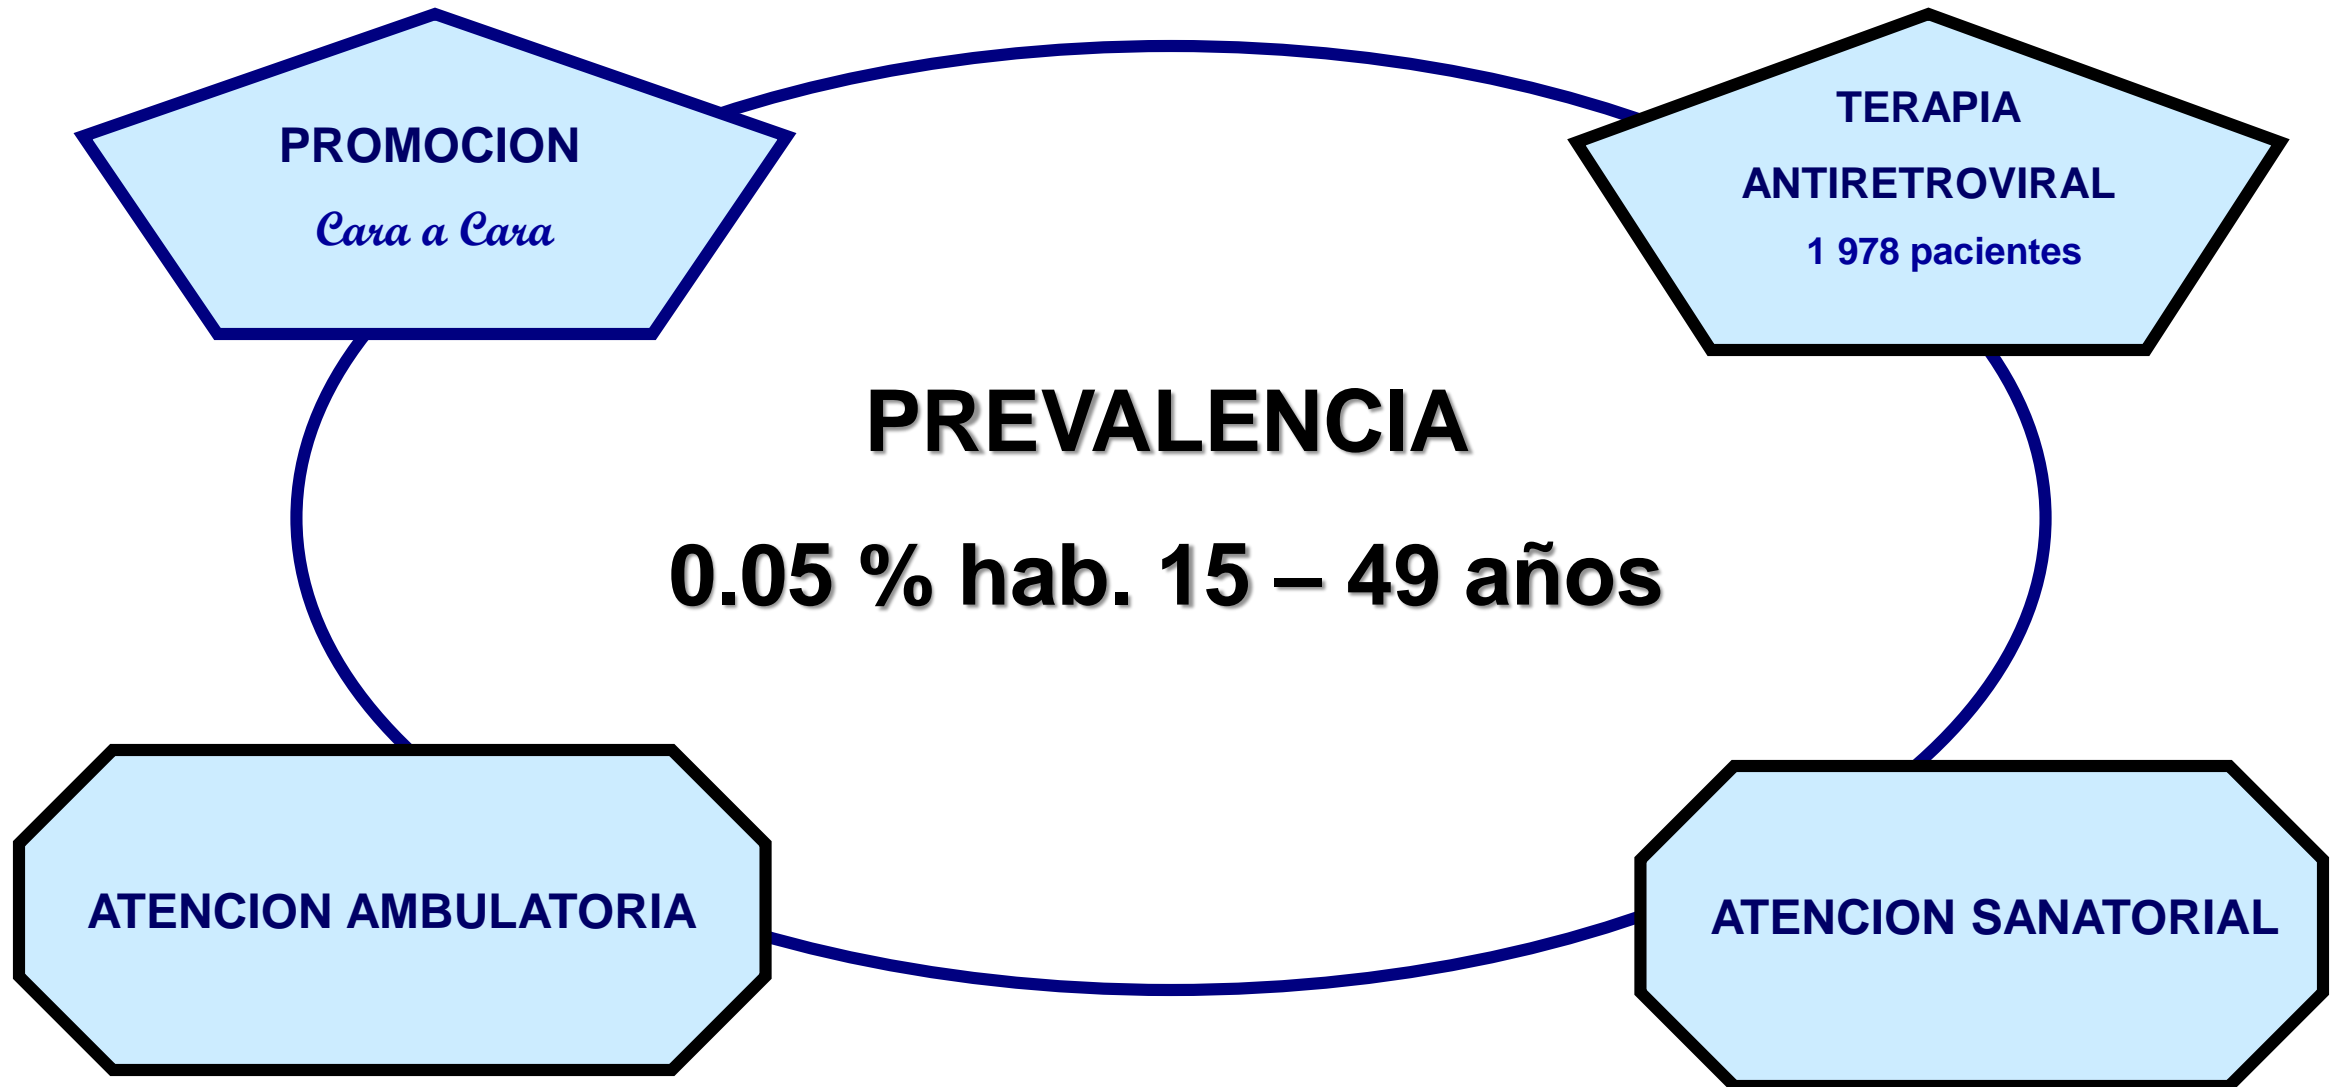 PROMOCION
Cara a Cara
TERAPIA
ANTIRETROVIRAL
1 978 pacientes
PREVALENCIA
0.05 % hab. 15 – 49 años
ATENCION AMBULATORIA
ATENCION SANATORIAL